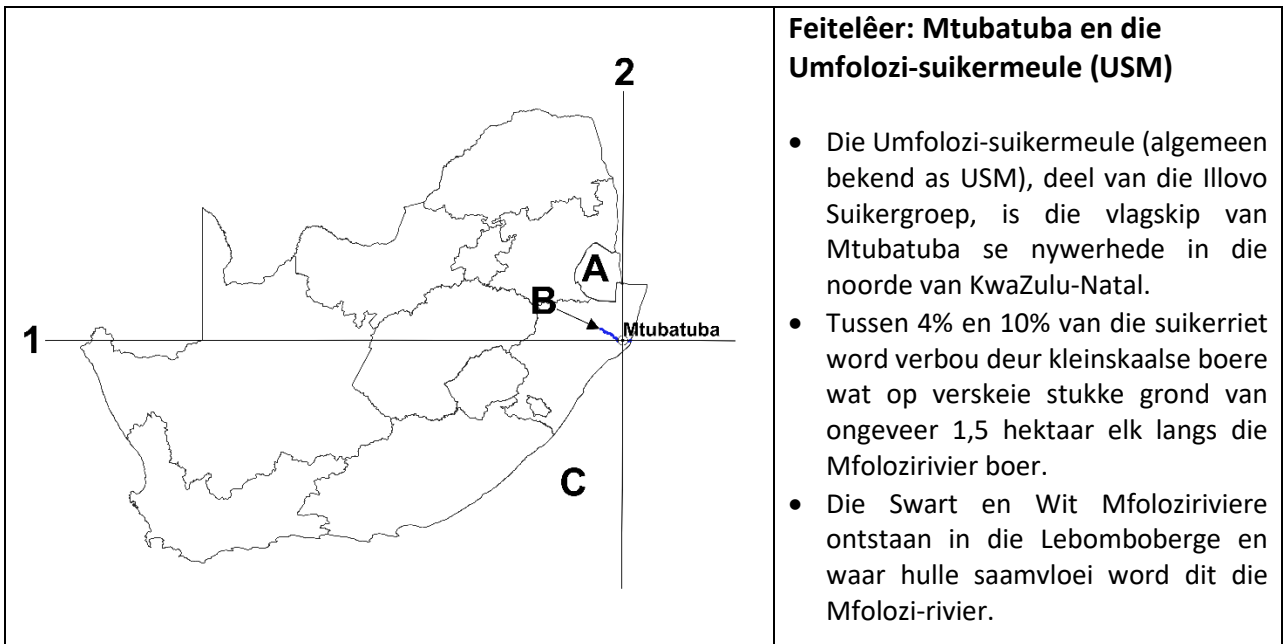 2
A
B
Mtubatuba
1
C
Feitelêer: Mtubatuba en die
Umfolozi-suikermeule (USM)
• Die Umfolozi-suikermeule (algemeen
bekend as USM), deel van die Illovo
Suikergroep, is die vlagskip van
Mtubatuba se nywerhede in die
noorde van KwaZulu-Natal.
• Tussen 4% en 10% van die suikerriet
word verbou deur kleinskaalse boere
wat op verskeie stukke grond van
ongeveer 1,5 hektaar elk langs die
Mfolozirivier boer.
• Die Swart en Wit Mfoloziriviere
ontstaan in die Lebomboberge en
waar hulle saamvloei word dit die
Mfolozi-rivier.